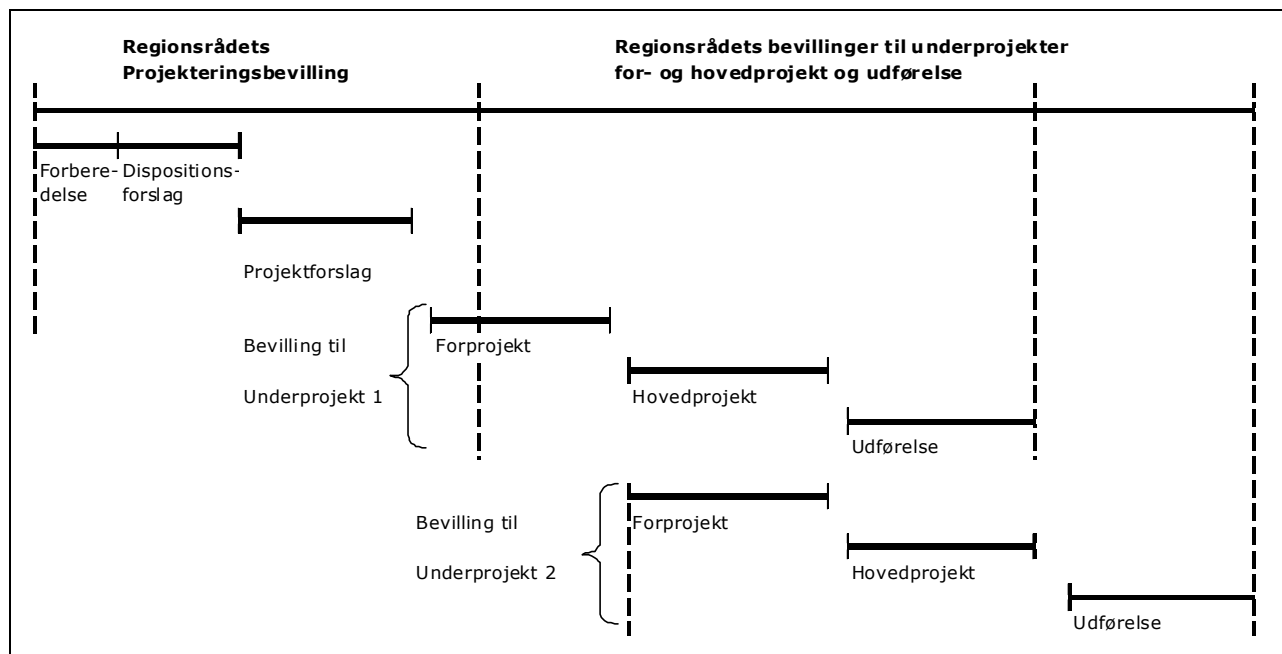 Regionsrådets
Projekteringsbevilling
Regionsrådets bevillinger til underprojekter
for- og hovedprojekt og udførelse
Forbere-
delse
Dispositions-
forslag
Projektforslag
Bevilling til
Underprojekt 1
Forprojekt
Hovedprojekt
Udførelse
Bevilling til
Underprojekt 2
Forprojekt
Hovedprojekt
Udførelse